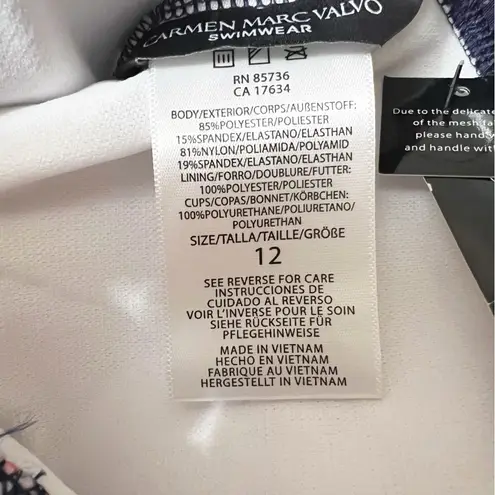 CARMEN MARC VALVO
SWIMWEAR
RN 85736
CA 17634
BODY/EXTERIOR/CORPS/AUßENSTOFF:
85%POLYESTER/POLIESTER
15%SPANDEX/ELASTANO/ELASTHAN
81%NYLON/POLIAMIDA/POLYAMID
19%SPANDEX/ELASTANO/ELASTHAN
LINING/FORRO/DOUBLURE/FUTTER:
100%POLYESTER/POLIESTER
CUPS/COPAS/BONNET/KÖRBCHEN:
100%POLYURETHANE/POLIURETANO/
POLYURETHAN
SIZE/TALLA/TAILLE/GRÖßE
12
SEE REVERSE FOR CARE
INSTRUCCIONES DE
CUIDADO AL REVERSO
VOIR L'INVERSE POUR LE SOIN
SIEHE RÜCKSEITE FÜR
PFLEGEHINWEISE
MADE IN VIETNAM
HECHO EN VIETNAM
FABRIQUE AU VIETNAM
HERGESTELLT IN VIETNAM
Due to the delicate
of the mesh
please hand
and handle